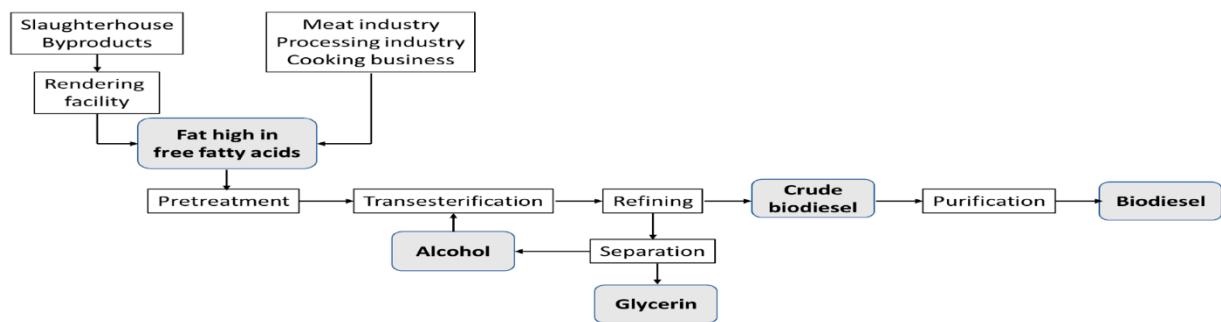 Slaughterhouse
Byproducts
Meat industry
Processing industry
Cooking business
Rendering
facility
Fat high in
free fatty acids
Pretreatment
Transesterification
Refining
Crude
biodiesel
Purification
Biodiesel
Alcohol
Separation
Glycerin